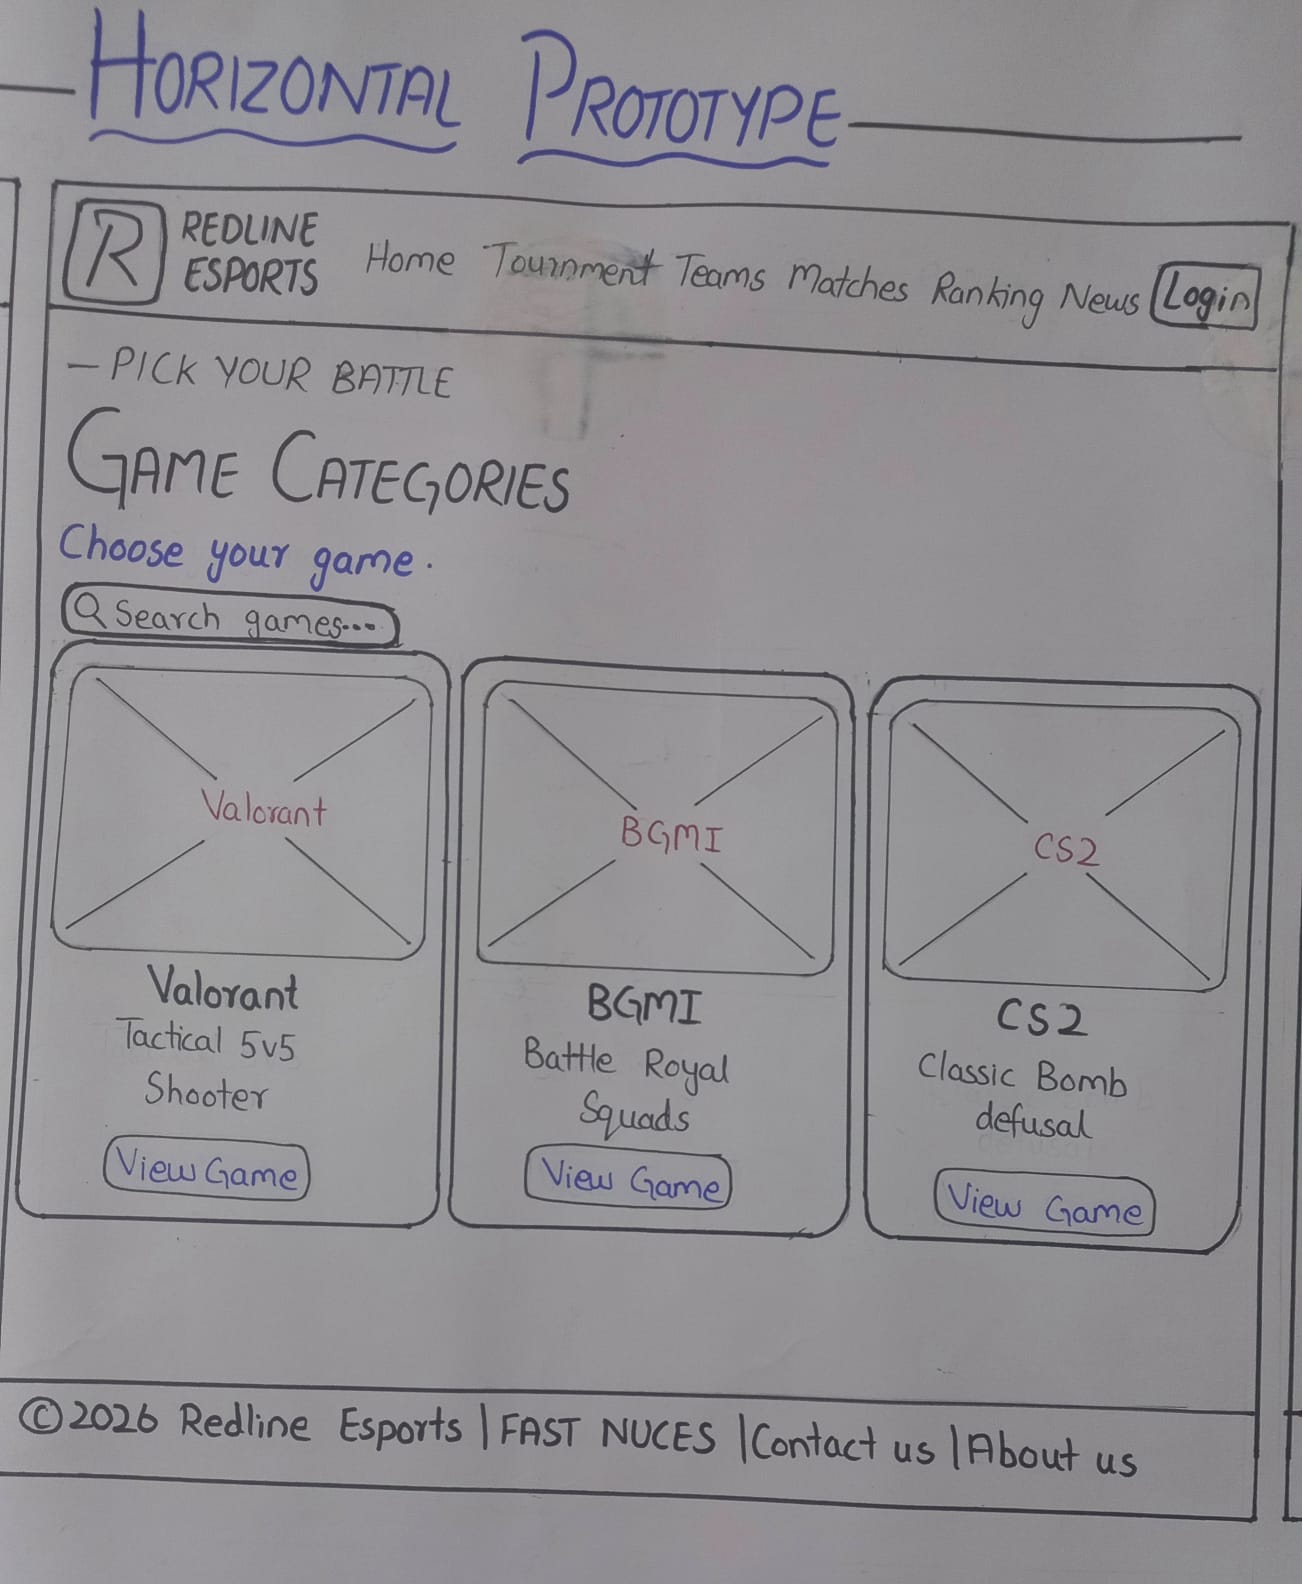 HORIZONTAL PROTOTYPE
R REDLINE ESPORTS Home Tournment Teams Matches Ranking News Login
— PICK YOUR BATTLE
GAME CATEGORIES
Choose your game.
Search games...
Valorant
BGMI
CS2
Valorant
Tactical 5v5
Shooter
View Game
BGMI
Battle Royal
Squads
View Game
CS2
Classic Bomb
defusal
View Game
©2026 Redline Esports | FAST NUCES | Contact us | About us